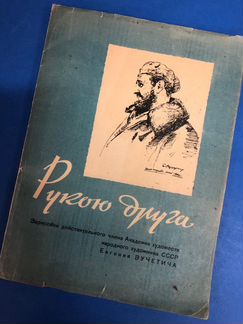 Рукою друга
Зарисовки действительного члена Академии художеств
народного художника СССР
Евгения ВУЧЕТИЧА